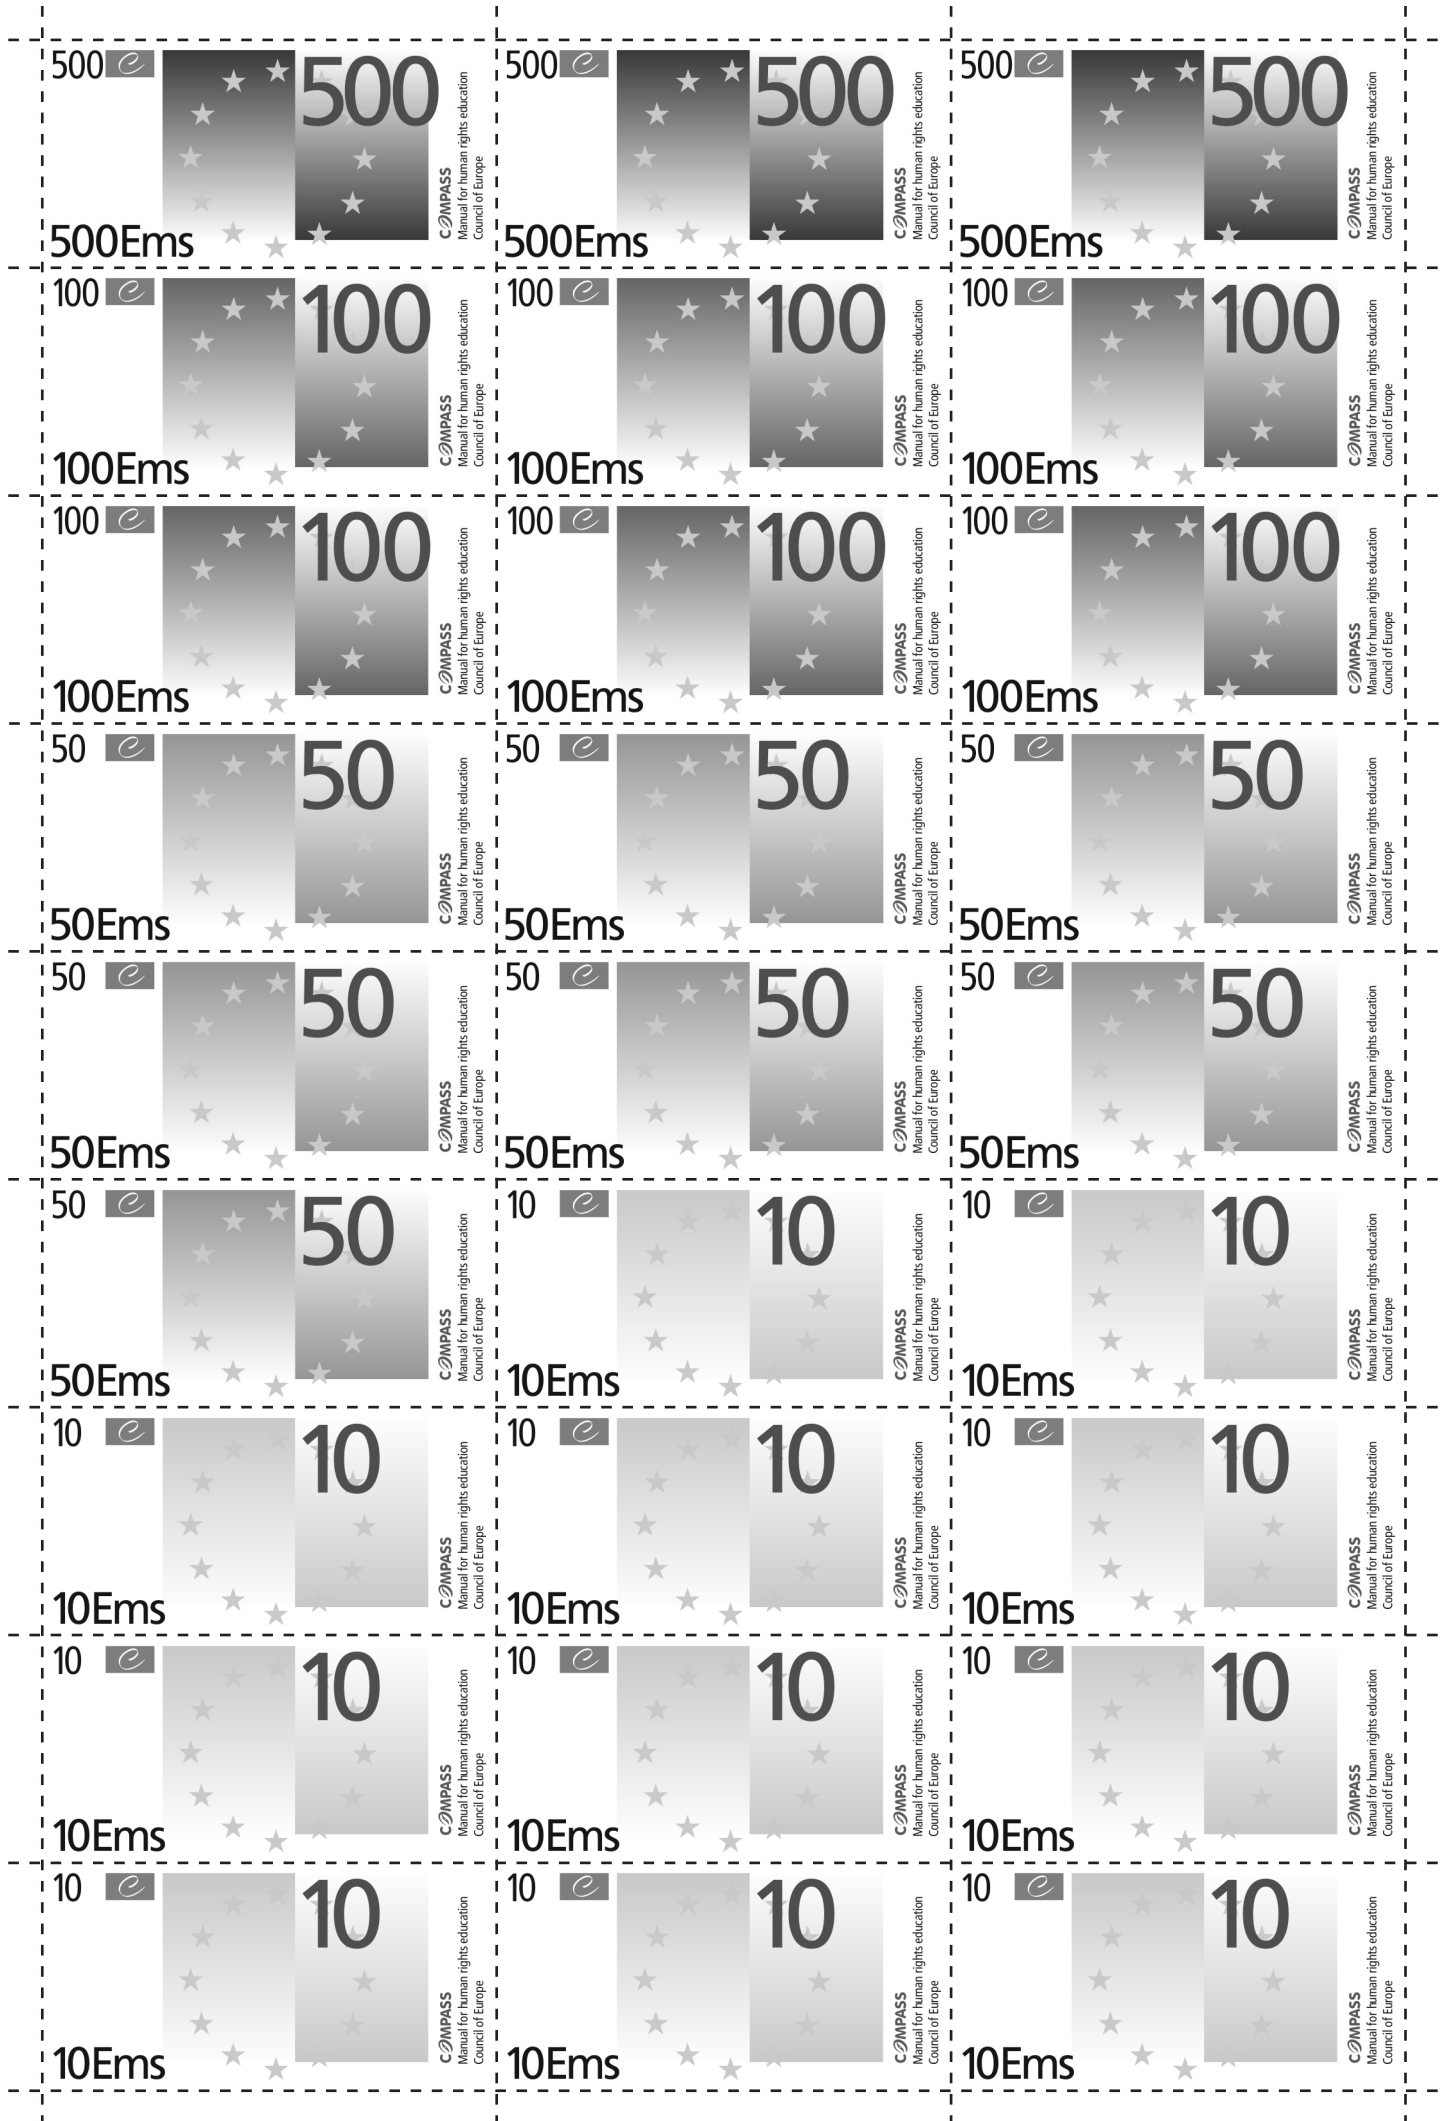 500 500
COMPASS
Manual for human rights education
Council of Europe
500Ems
500 500
COMPASS
Manual for human rights education
Council of Europe
500Ems
500 500
COMPASS
Manual for human rights education
Council of Europe
500Ems
100 100
COMPASS
Manual for human rights education
Council of Europe
100Ems
100 100
COMPASS
Manual for human rights education
Council of Europe
100Ems
100 100
COMPASS
Manual for human rights education
Council of Europe
100Ems
100 100
COMPASS
Manual for human rights education
Council of Europe
100Ems
100 100
COMPASS
Manual for human rights education
Council of Europe
100Ems
100 100
COMPASS
Manual for human rights education
Council of Europe
100Ems
50 50
COMPASS
Manual for human rights education
Council of Europe
50Ems
50 50
COMPASS
Manual for human rights education
Council of Europe
50Ems
50 50
COMPASS
Manual for human rights education
Council of Europe
50Ems
50 50
COMPASS
Manual for human rights education
Council of Europe
50Ems
50 50
COMPASS
Manual for human rights education
Council of Europe
50Ems
50 50
COMPASS
Manual for human rights education
Council of Europe
50Ems
50 50
COMPASS
Manual for human rights education
Council of Europe
50Ems
10 10
COMPASS
Manual for human rights education
Council of Europe
10Ems
10 10
COMPASS
Manual for human rights education
Council of Europe
10Ems
10 10
COMPASS
Manual for human rights education
Council of Europe
10Ems
10 10
COMPASS
Manual for human rights education
Council of Europe
10Ems
10 10
COMPASS
Manual for human rights education
Council of Europe
10Ems
10 10
COMPASS
Manual for human rights education
Council of Europe
10Ems
10 10
COMPASS
Manual for human rights education
Council of Europe
10Ems
10 10
COMPASS
Manual for human rights education
Council of Europe
10Ems
10 10
COMPASS
Manual for human rights education
Council of Europe
10Ems
10 10
COMPASS
Manual for human rights education
Council of Europe
10Ems
10 10
COMPASS
Manual for human rights education
Council of Europe
10Ems